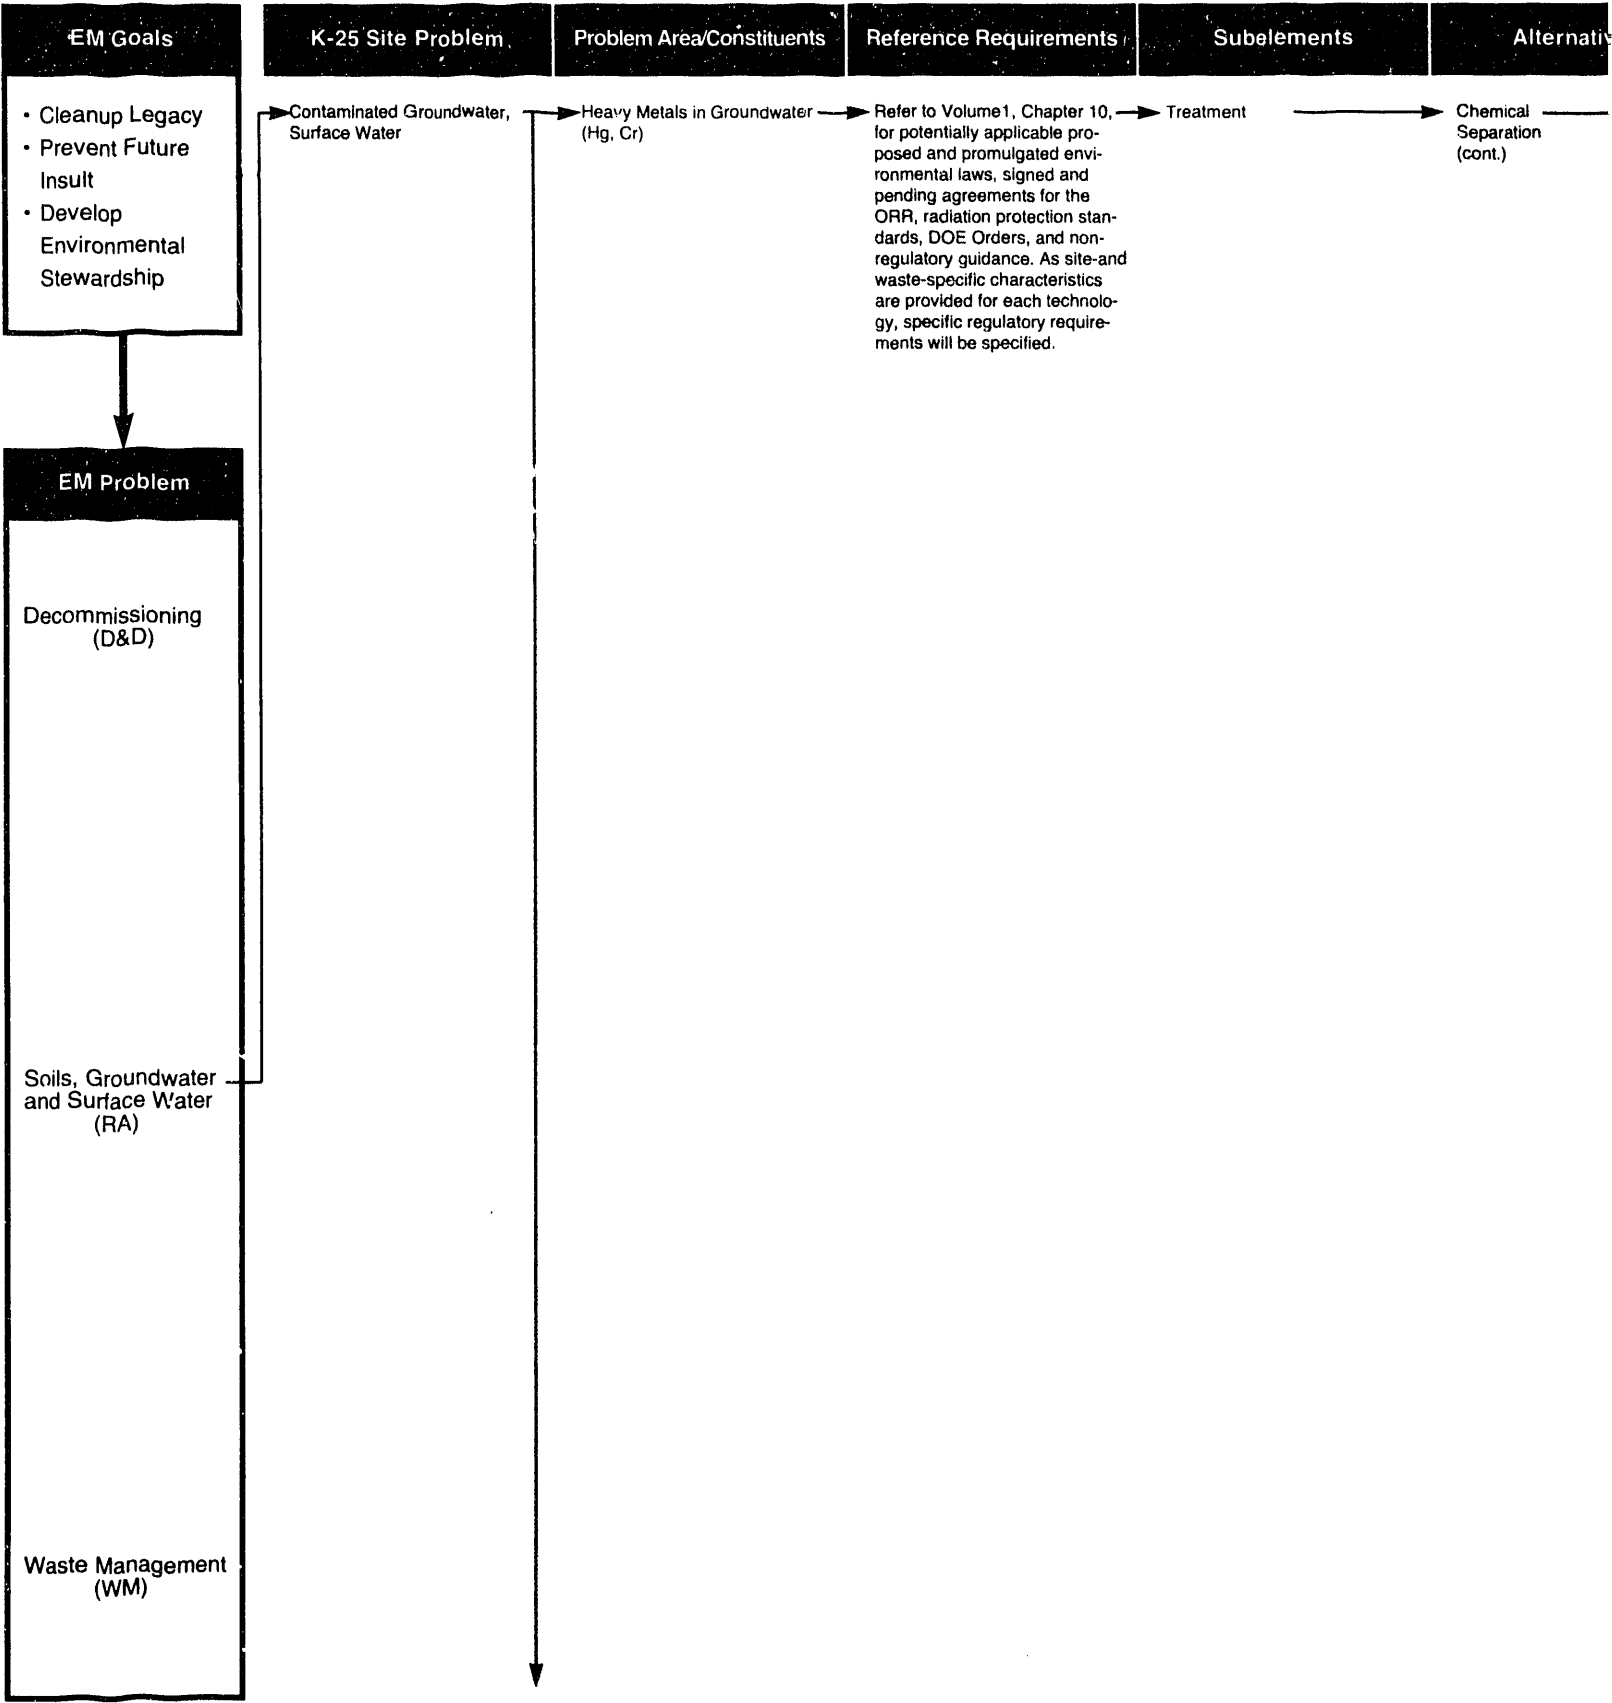 EM Goals
K-25 Site Problem
Problem Area/Constituents
Reference Requirements
Subelements
• Cleanup Legacy
• Prevent Future
Insult
• Develop
Environmental
Stewardship
Contaminated Groundwater,
Surface Water
Heavy Metals in Groundwater
(Hg, Cr)
Refer to Volume1, Chapter 10,
for potentially applicable pro-
posed and promulgated envi-
ronmental laws, signed and
pending agreements for the
ORR, radiation protection stan-
dards, DOE Orders, and non-
regulatory guidance. As site-and
waste-specific characteristics
are provided for each technolo-
gy, specific regulatory require-
ments will be specified.
Treatment
Chemical
Separation
(cont.)
EM Problem
Decommissioning
(D&D)
Soils, Groundwater
and Surface Water
(RA)
Waste Management
(WM)